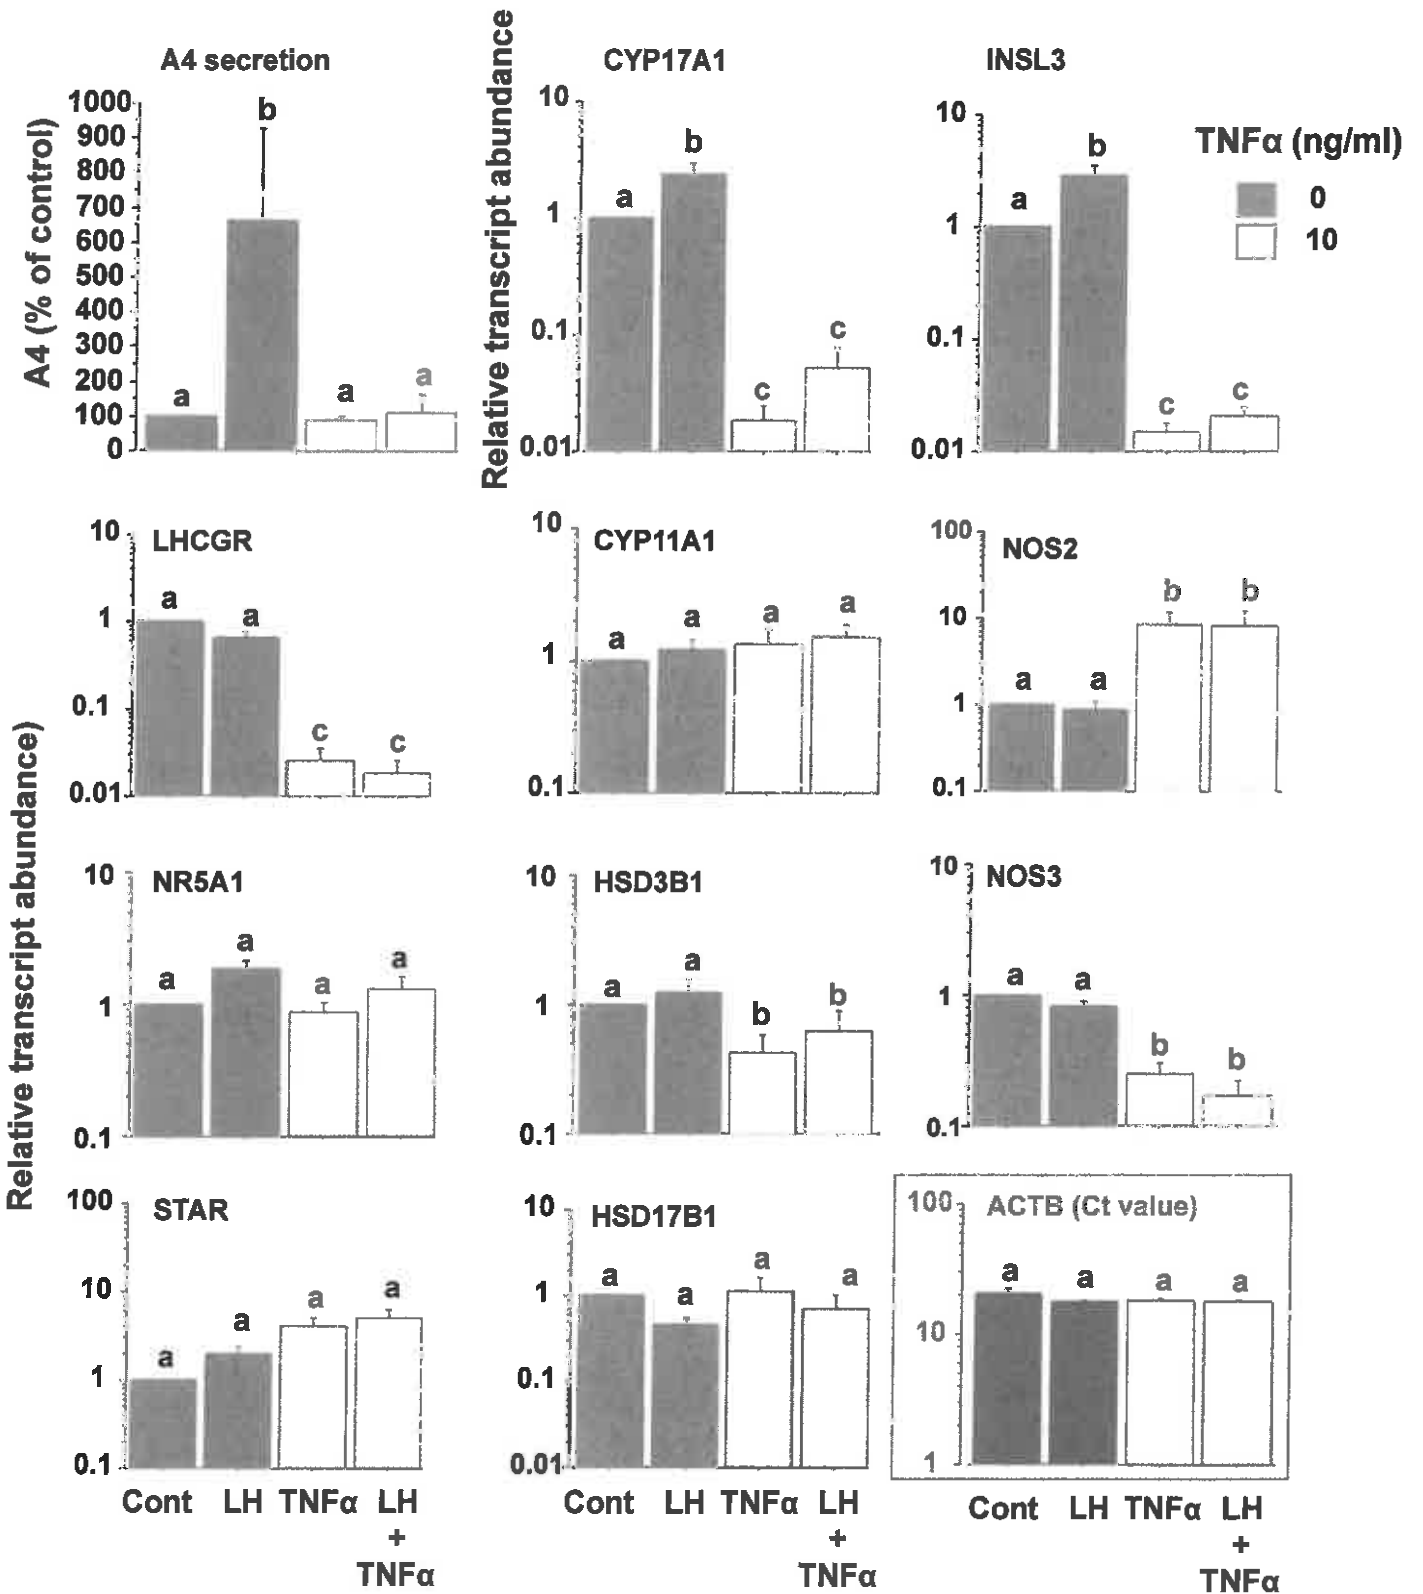 A4 secretion
A4 (% of control)
1000
900
800
700
600
500
400
300
200
100
0
a
b
a
a
Relative transcript abundance
CYP17A1
10
1
0.1
0.01
a
b
c
c
INSL3
10
1
0.1
0.01
a
b
c
c
TNFα (ng/ml)
0
10
Relative transcript abundance)
LHCGR
10
1
0.1
0.01
a
a
c
c
CYP11A1
10
1
0.1
a
a
a
a
NOS2
100
10
1
0.1
a
a
b
b
NR5A1
10
1
0.1
a
a
a
a
HSD3B1
10
1
0.1
a
a
b
b
NOS3
10
1
0.1
a
a
b
b
STAR
100
10
1
0.1
a
a
a
a
Cont LH TNFα LH
+
TNFα
HSD17B1
10
1
0.1
0.01
a
a
a
a
Cont LH TNFα LH
+
TNFα
ACTB (Ct value)
100
10
1
a
a
a
a
Cont LH TNFα LH
+
TNFα